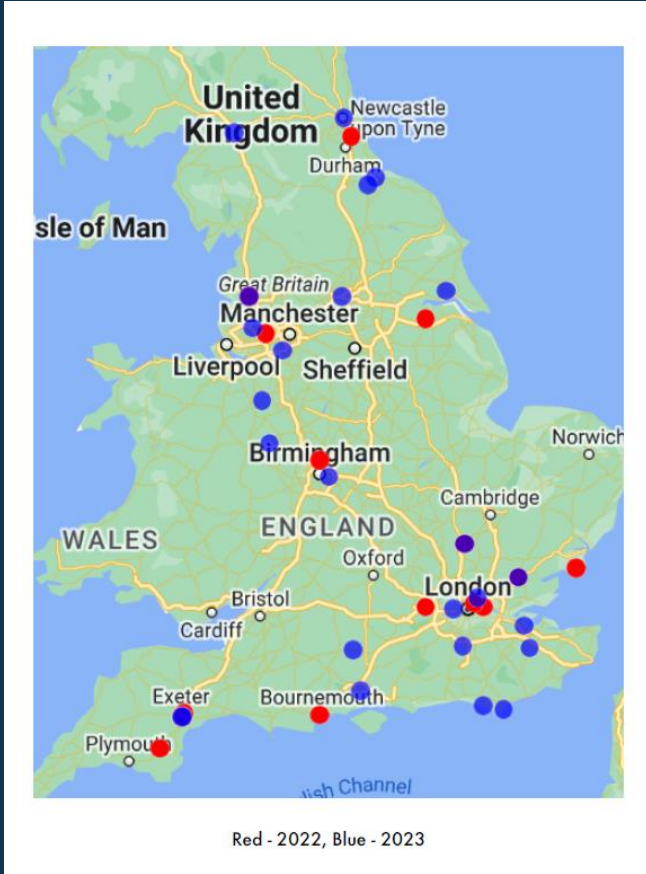 United
Kingdom
Newcastle
upon Tyne
Durham
sle of Man
Great Britain
Manchester
Liverpool
Sheffield
Birmingham
Norwich
Cambridge
WALES
ENGLAND
Oxford
London
Bristol
Cardiff
Exeter
Bournemouth
Plymouth
lish Channel
Red - 2022, Blue - 2023